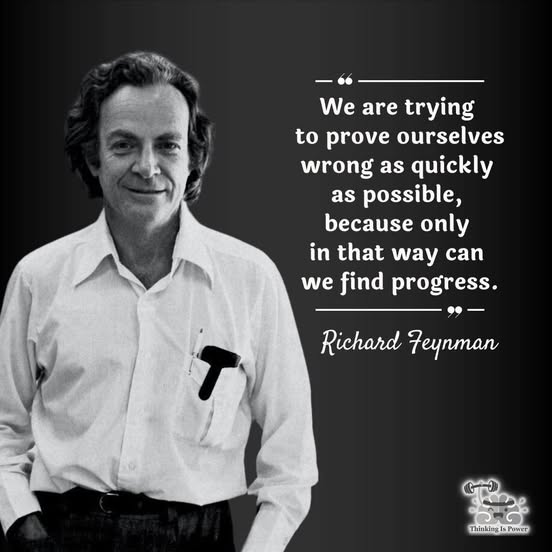 ❝
We are trying
to prove ourselves
wrong as quickly
as possible,
because only
in that way can
we find progress.
❞
Richard Feynman
Thinking Is Power